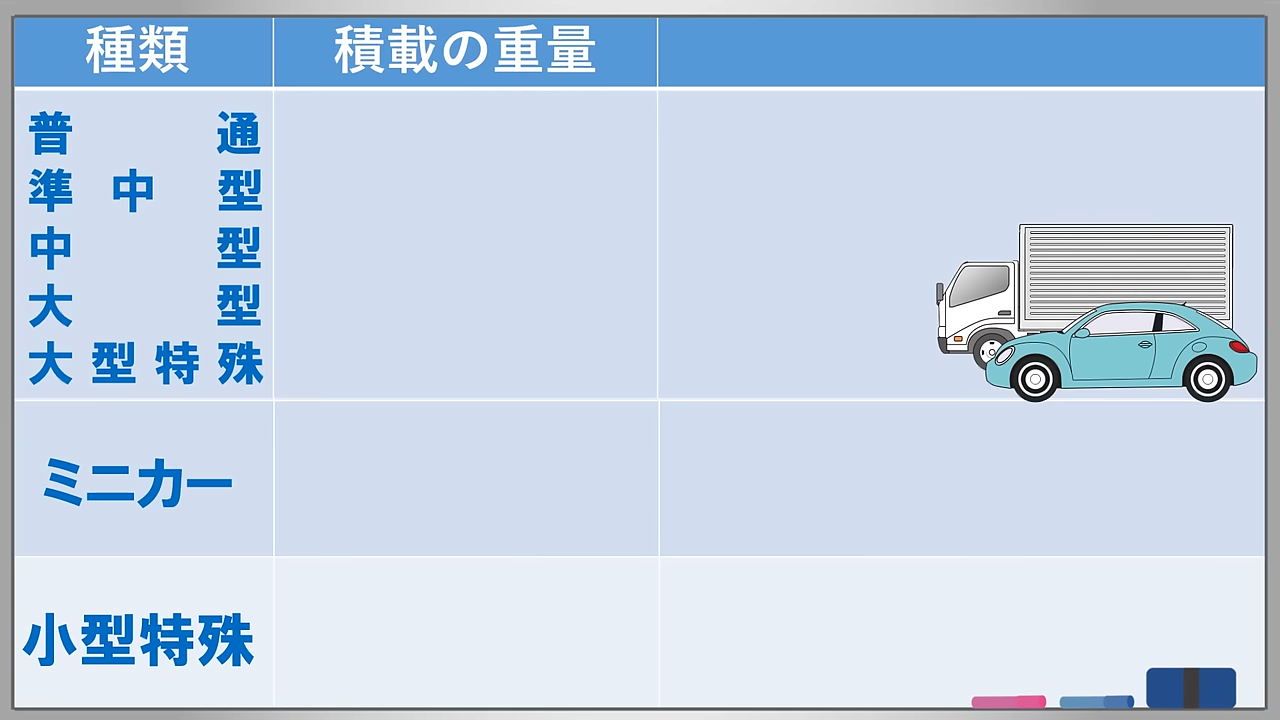 種類
積載の重量
普通
準中型
中型
大型
大型特殊
ミニカー
小型特殊